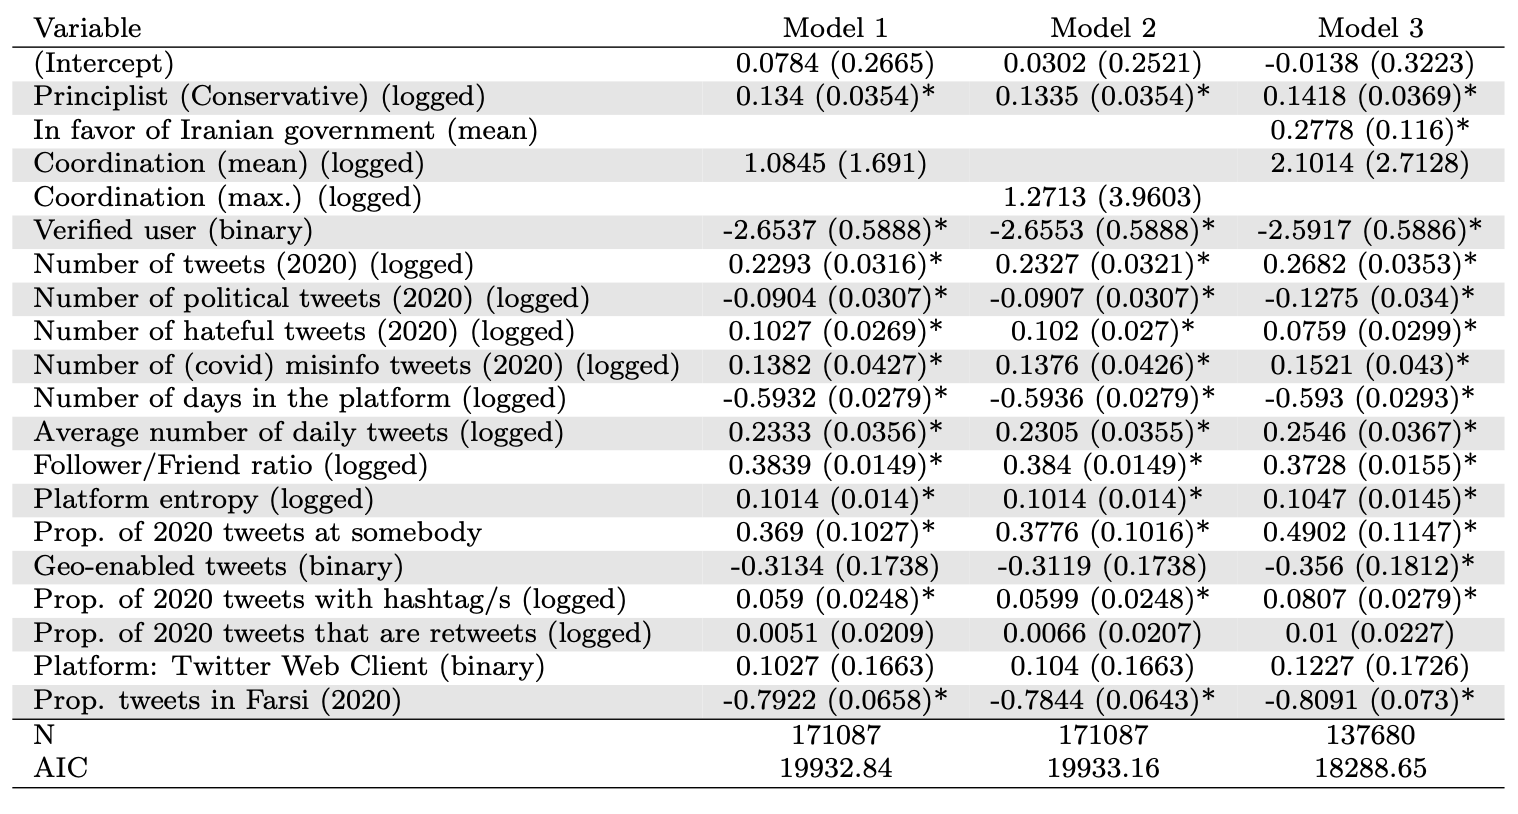 Variable Model 1 Model 2 Model 3
(Intercept) 0.0784 (0.2665) 0.0302 (0.2521) -0.0138 (0.3223)
Principlist (Conservative) (logged) 0.134 (0.0354)* 0.1335 (0.0354)* 0.1418 (0.0369)*
In favor of Iranian government (mean) 0.2778 (0.116)*
Coordination (mean) (logged) 1.0845 (1.691) 2.1014 (2.7128)
Coordination (max.) (logged) 1.2713 (3.9603)
Verified user (binary) -2.6537 (0.5888)* -2.6553 (0.5888)* -2.5917 (0.5886)*
Number of tweets (2020) (logged) 0.2293 (0.0316)* 0.2327 (0.0321)* 0.2682 (0.0353)*
Number of political tweets (2020) (logged) -0.0904 (0.0307)* -0.0907 (0.0307)* -0.1275 (0.034)*
Number of hateful tweets (2020) (logged) 0.1027 (0.0269)* 0.102 (0.027)* 0.0759 (0.0299)*
Number of (covid) misinfo tweets (2020) (logged) 0.1382 (0.0427)* 0.1376 (0.0426)* 0.1521 (0.043)*
Number of days in the platform (logged) -0.5932 (0.0279)* -0.5936 (0.0279)* -0.593 (0.0293)*
Average number of daily tweets (logged) 0.2333 (0.0356)* 0.2305 (0.0355)* 0.2546 (0.0367)*
Follower/Friend ratio (logged) 0.3839 (0.0149)* 0.384 (0.0149)* 0.3728 (0.0155)*
Platform entropy (logged) 0.1014 (0.014)* 0.1014 (0.014)* 0.1047 (0.0145)*
Prop. of 2020 tweets at somebody 0.369 (0.1027)* 0.3776 (0.1016)* 0.4902 (0.1147)*
Geo-enabled tweets (binary) -0.3134 (0.1738) -0.3119 (0.1738) -0.356 (0.1812)*
Prop. of 2020 tweets with hashtag/s (logged) 0.059 (0.0248)* 0.0599 (0.0248)* 0.0807 (0.0279)*
Prop. of 2020 tweets that are retweets (logged) 0.0051 (0.0209) 0.0066 (0.0207) 0.01 (0.0227)
Platform: Twitter Web Client (binary) 0.1027 (0.1663) 0.104 (0.1663) 0.1227 (0.1726)
Prop. tweets in Farsi (2020) -0.7922 (0.0658)* -0.7844 (0.0643)* -0.8091 (0.073)*
N 171087 171087 137680
AIC 19932.84 19933.16 18288.65